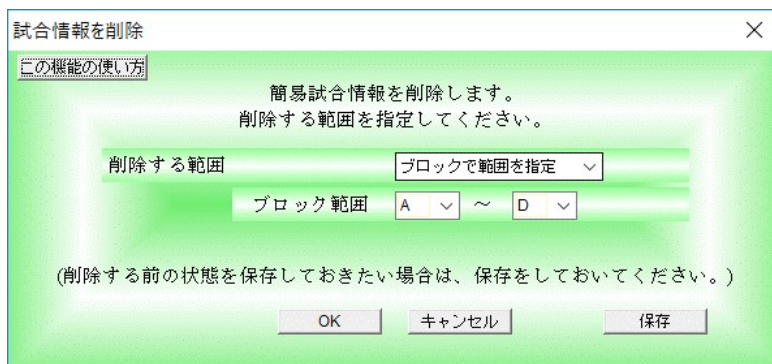 試合情報を削除
この機能の使い方
簡易試合情報を削除します。
削除する範囲を指定してください。
削除する範囲 ブロックで範囲を指定
ブロック範囲 A ～ D
(削除する前の状態を保存しておきたい場合は、保存をしておいてください。)
OK キャンセル 保存